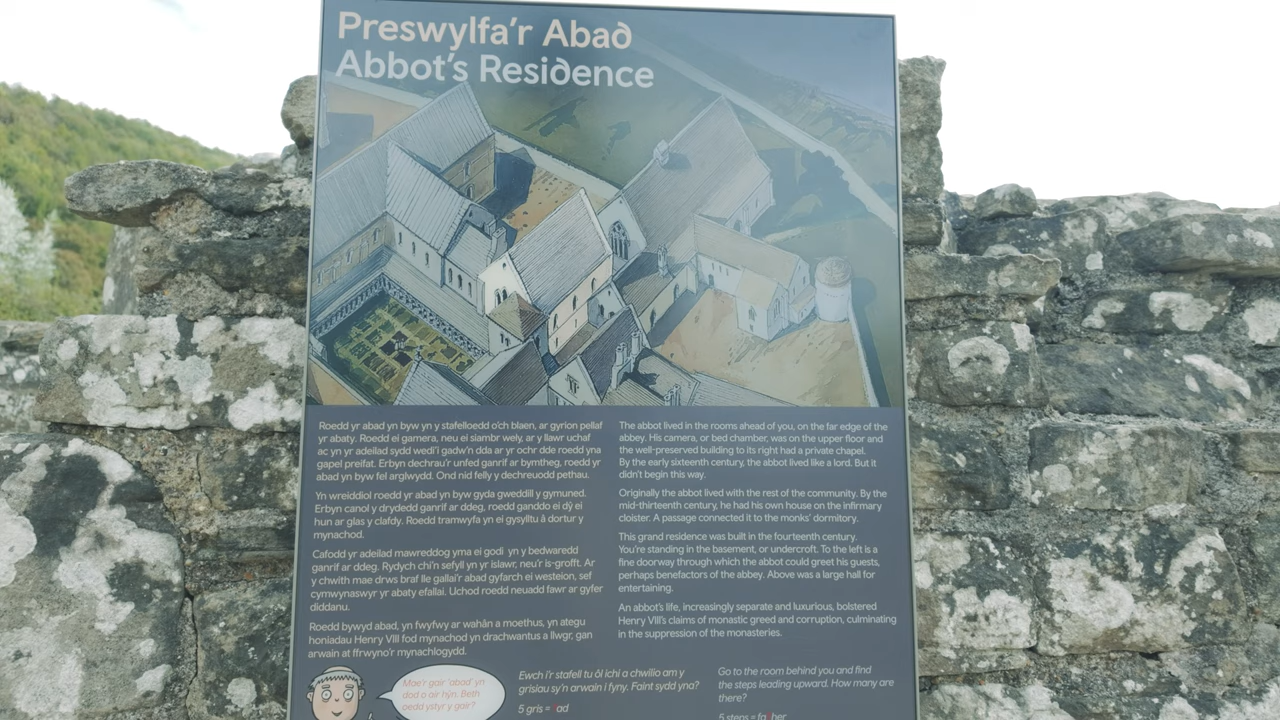 Preswylfa'r Abad
Abbot's Residence
Roedd yr abad yn byw yn y stafelloedd o'ch blaen, ar gyrion pellaf
yr abaty. Roedd ei gamera, neu ei siambr wely, ar y llawr uchaf
ac yn yr adeilad sydd wedi'i gadw'n dda ar yr ochr dde roedd yna
gapel preifat. Erbyn dechrau'r unfed ganrif ar bymtheg, roedd yr
abad yn byw fel arglwydd. Ond nid felly y dechreuodd pethau.
Yn wreiddiol roedd yr abad yn byw gyda gweddill y gymuned.
Erbyn canol y drydedd ganrif ar ddeg, roedd ganddo ei dŷ ei
hun ar glas y clafdy. Roedd tramwyfa yn ei gysylltu â dortur y
mynachod.
Cafodd yr adeilad mawreddog yma ei godi yn y bedwaredd
ganrif ar ddeg. Rydych chi'n sefyll yn yr islawr, neu'r is-grofft. Ar
y chwith mae drws braf lle gallai'r abad gyfarch ei westeion, sef
cymwynaswyr yr abaty efallai. Uchod roedd neuadd fawr ar gyfer
diddanu.
Roedd bywyd abad, yn fwyfwy ar wahân a moethus, yn ategu
honiadau Henry VIII fod mynachod yn drachwantus a llwgr, gan
arwain at ffrwyno'r mynachlogydd.
The abbot lived in the rooms ahead of you, on the far edge of the
abbey. His camera, or bed chamber, was on the upper floor and
the well-preserved building to its right had a private chapel.
By the early sixteenth century, the abbot lived like a lord. But it
didn't begin this way.
Originally the abbot lived with the rest of the community. By the
mid-thirteenth century, he had his own house on the infirmary
cloister. A passage connected it to the monks' dormitory.
This grand residence was built in the fourteenth century.
You're standing in the basement, or undercroft. To the left is a
fine doorway through which the abbot could greet his guests,
perhaps benefactors of the abbey. Above was a large hall for
entertaining.
An abbot's life, increasingly separate and luxurious, bolstered
Henry VIII's claims of monastic greed and corruption, culminating
in the suppression of the monasteries.
Mae'r gair 'abad' yn
dod o air hŷn. Beth
oedd ystyr y gair?
Ewch i'r stafell tu ôl ichi a chwilio am y
grisiau sy'n arwain i fyny. Faint sydd yna?
5 gris = tad
Go to the room behind you and find
the steps leading upward. How many are
there?
5 steps = father